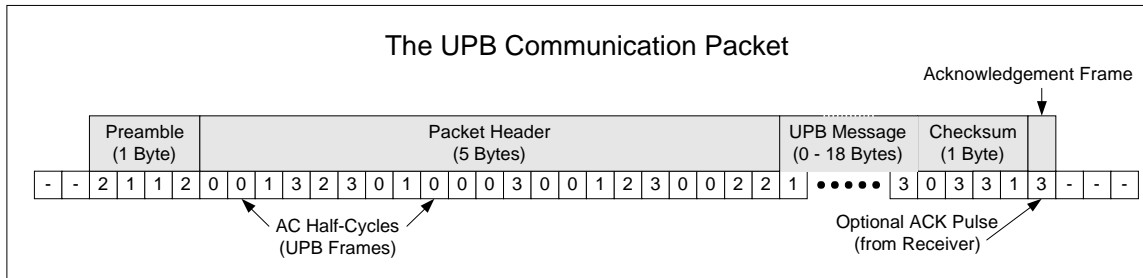 The UPB Communication Packet
Acknowledgement Frame
Preamble Packet Header UPB Message Checksum
(1 Byte) (5 Bytes) (0 - 18 Bytes) (1 Byte)
- - 2 1 1 2 0 0 1 3 2 3 0 1 0 0 0 3 0 0 1 2 3 0 0 2 2 1 ••••• 3 0 3 3 1 3 - - -
AC Half-Cycles Optional ACK Pulse
(UPB Frames) (from Receiver)